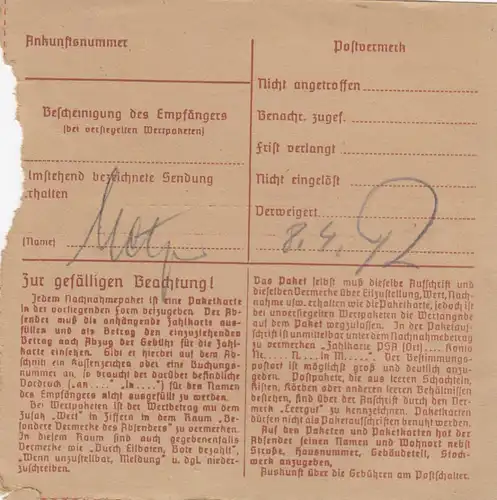 Ankunftsnummer
Bescheinigung des Empfängers
(bei versiegelten Wertpaketen)
Umstehend bezeichnete Sendung
erhalten
(Name)
Postvermerk
Nicht angetroffen
Benachr. zugef.
Frist verlangt
Nicht eingelöst
Verweigert
8. 4. 42
Zur gefälligen Beachtung!
Jedem Nachnahmepaket ist eine Paketkarte
in der vorliegenden Form beizugeben. Der Ab-
sender muß die anhängende Zahlkarte aus-
füllen und als Betrag den einzuziehenden
Betrag nach Abzug der Gebühr für die Zahl-
karte einsetzen. Gibt er hierbei auf dem Ab-
schnitt ein Kassenzeichen oder eine Buchungs-
nummer an, so braucht der darüber befindliche
Vordruck („an.... “„in....“) für den Namen
des Empfängers nicht ausgefüllt zu werden.
Bei Wertpaketen ist der Wertbetrag mit dem
Zusatz „Wert“ in Ziffern in dem Raum „Be-
sondere Vermerke des Absenders“ zu vermerken.
In diesem Raum sind auch gegebenenfalls
Vermerke wie „Durch Eilboten, Bote bezahlt“,
„Wenn unzustellbar, Meldung“ u. dgl. nieder-
zuschreiben.
Das Paket selbst muß dieselbe Aufschrift und
dieselben Vermerke über Eilzustellung, Wert, Nach-
nahme usw. erhalten wie die Paketkarte, jedoch ist
bei unversiegelten Wertpaketen die Wertangabe
auf dem Paket wegzulassen. In der Paketauf-
schrift ist unmittelbar unter dem Nachnahmebetrag
zu vermerken „Zahlkarte PSA (Ort)... Konto
Nr.... N... in M....“. Der Bestimmungs-
postort ist möglichst groß und deutlich anzu-
geben. Postpakete, die aus leeren Schachteln,
Kisten, Körben oder anderen leeren Behältnissen
bestehen, sind über der Anschrift durch den Ver-
merk „Leergut“ zu kennzeichnen. Paketkarten
dürfen nicht als Paketaufschriften benutzt werden.
Auf den Paketen und Paketkarten hat der
Absender seinen Namen und Wohnort nebst
Straße, Hausnummer, Gebäudeteil, Stock-
werk anzugeben.
Auskunft über die Gebühren am Postschalter.